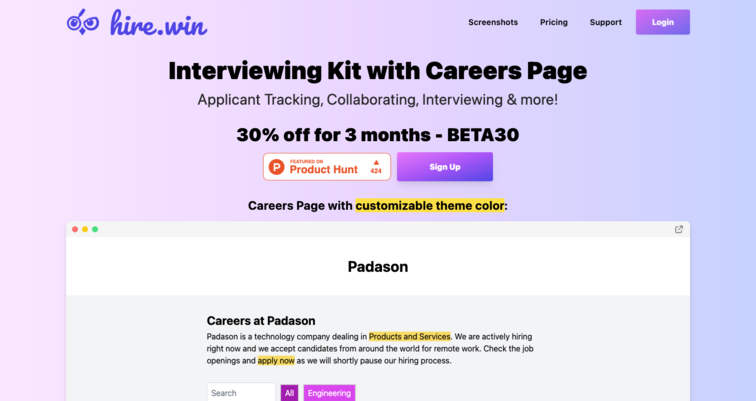 hire.win
Screenshots
Pricing
Support
Login
Interviewing Kit with Careers Page
Applicant Tracking, Collaborating, Interviewing & more!
30% off for 3 months - BETA30
P
FEATURED ON
Product Hunt
424
Sign Up
Careers Page with customizable theme color:
Padason
Careers at Padason
Padason is a technology company dealing in Products and Services. We are actively hiring
right now and we accept candidates from around the world for remote work. Check the job
openings and apply now as we will shortly pause our hiring process.
Search
All
Engineering